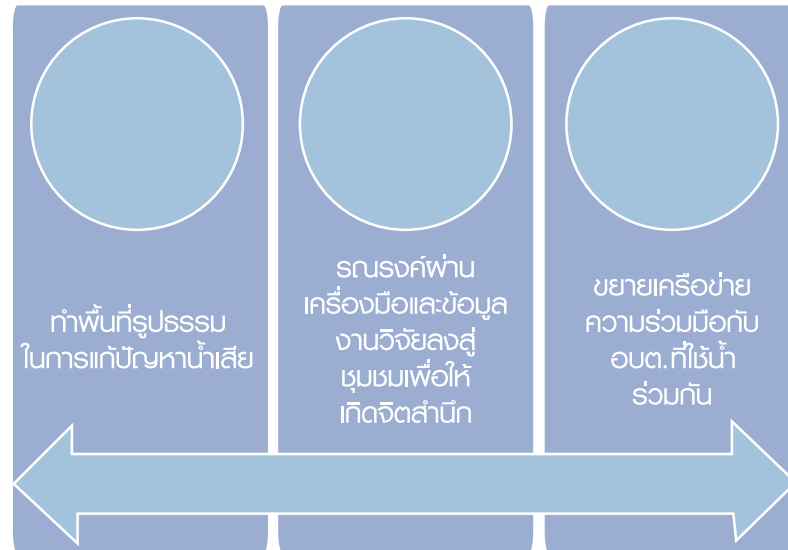 ทำพื้นที่รูปธรรม
ในการแก้ปัญหาน้ำเสีย
รณรงค์ผ่าน
เครื่องมือและข้อมูล
งานวิจัยลงสู่
ชุมชมเพื่อให้
เกิดจิตสำนึก
ขยายเครือข่าย
ความร่วมมือกับ
อบต.ที่ใช้น้ำ
ร่วมกัน